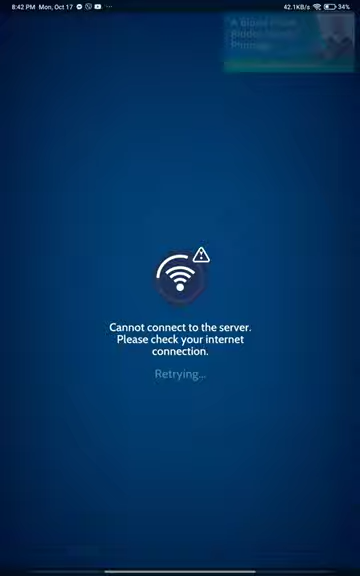 8:42 PM Mon, Oct 17 ... 42.1KB/s 34%
Cannot connect to the server.
Please check your internet
connection.
Retrying...